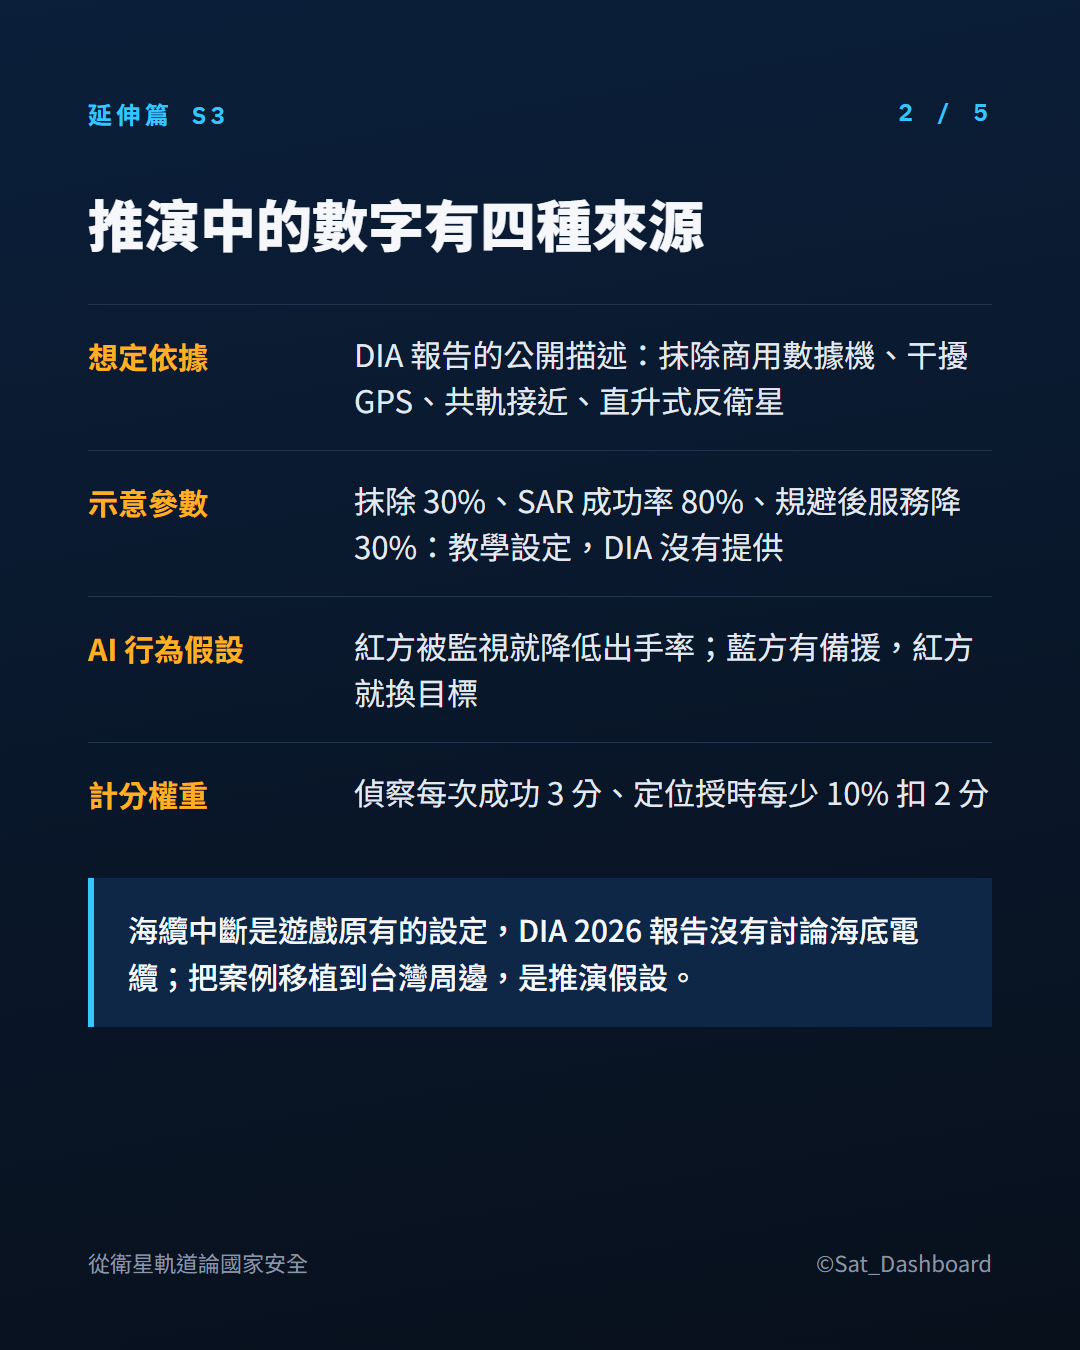 延伸篇 S3
2 / 5
推演中的數字有四種來源
想定依據
DIA 報告的公開描述：抹除商用數據機、干擾
GPS、共軌接近、直升式反衛星
示意參數
抹除 30%、SAR 成功率 80%、規避後服務降
30%：教學設定，DIA 沒有提供
AI 行為假設
紅方被監視就降低出手率；藍方有備援，紅方
就換目標
計分權重
偵察每次成功 3 分、定位授時每少 10% 扣 2 分
海纜中斷是遊戲原有的設定，DIA 2026 報告沒有討論海底電
纜；把案例移植到台灣周邊，是推演假設。
從衛星軌道論國家安全
©Sat_Dashboard